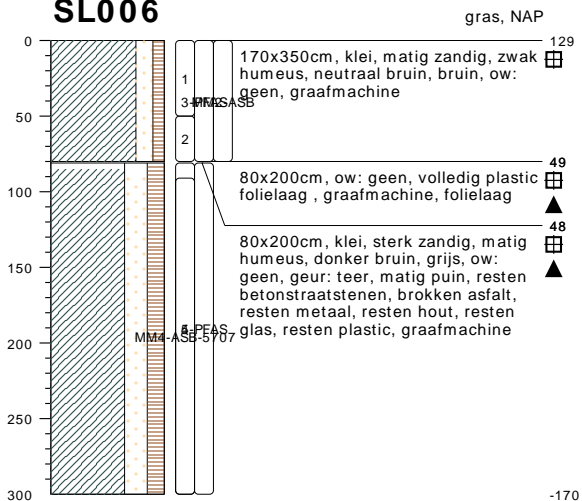 SL006
gras, NAP
0
129
170x350cm, klei, matig zandig, zwak
humeus, neutraal bruin, bruin, ow:
geen, graafmachine
1
50
2
49
80x200cm, ow: geen, volledig plastic
folielaag , graafmachine, folielaag
100
48
80x200cm, klei, sterk zandig, matig
humeus, donker bruin, grijs, ow:
geen, geur: teer, matig puin, resten
betonstraatstenen, brokken asfalt,
resten metaal, resten hout, resten
glas, resten plastic, graafmachine
150
MM4-ASB-5707
200
250
300
-170